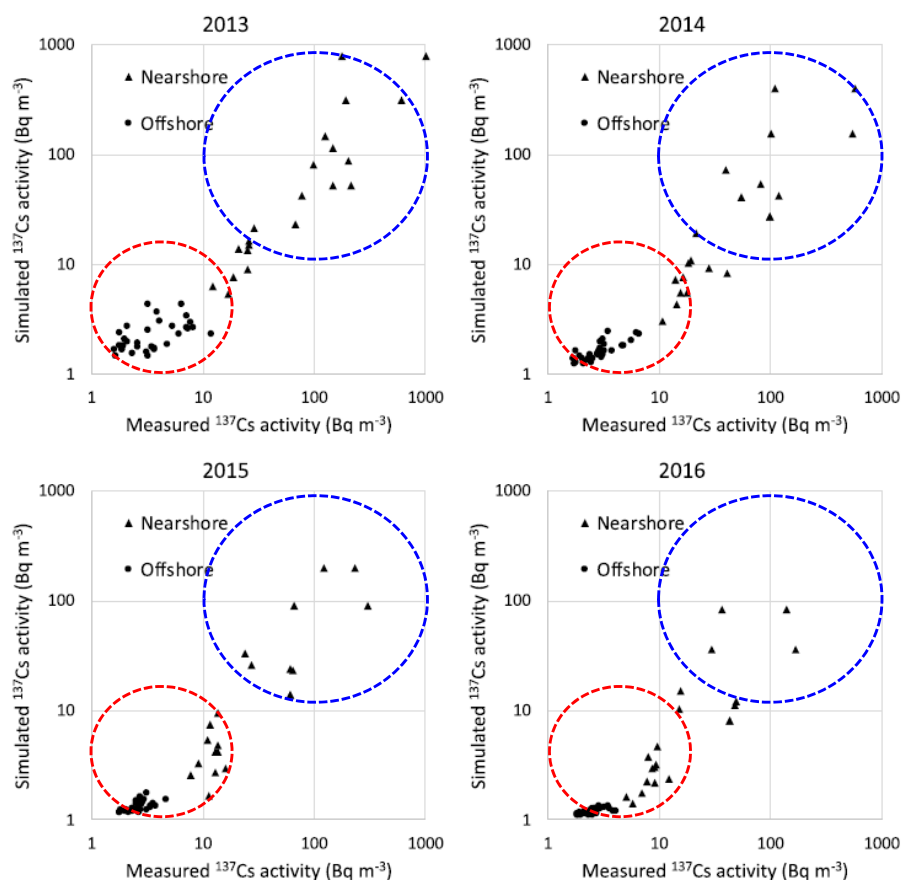 2013
1000
100
10
1
1 10 100 1000
Simulated ¹³⁷Cs activity (Bq m⁻³)
▲ Nearshore
● Offshore
Measured ¹³⁷Cs activity (Bq m⁻³)
2014
1000
100
10
1
1 10 100 1000
Simulated ¹³⁷Cs activity (Bq m⁻³)
▲ Nearshore
● Offshore
Measured ¹³⁷Cs activity (Bq m⁻³)
2015
1000
100
10
1
1 10 100 1000
Simulated ¹³⁷Cs activity (Bq m⁻³)
▲ Nearshore
● Offshore
Measured ¹³⁷Cs activity (Bq m⁻³)
2016
1000
100
10
1
1 10 100 1000
Simulated ¹³⁷Cs activity (Bq m⁻³)
▲ Nearshore
● Offshore
Measured ¹³⁷Cs activity (Bq m⁻³)